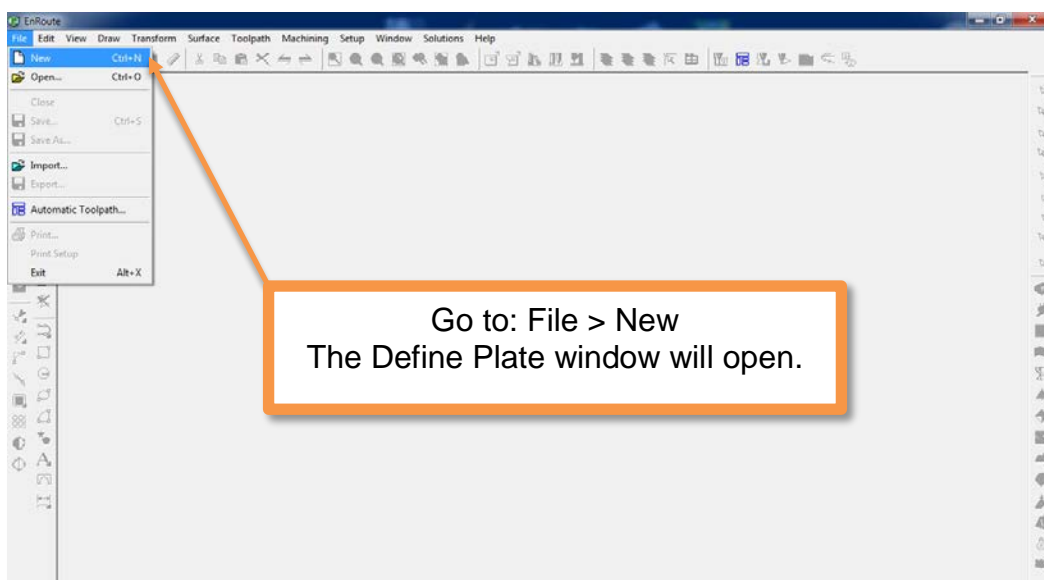 EnRoute
File Edit View Draw Transform Surface Toolpath Machining Setup Window Solutions Help
New Ctrl+N
Open... Ctrl+O
Close
Save... Ctrl+S
Save As...
Import...
Export...
Automatic Toolpath...
Print...
Print Setup
Exit Alt+X
Go to: File > New
The Define Plate window will open.